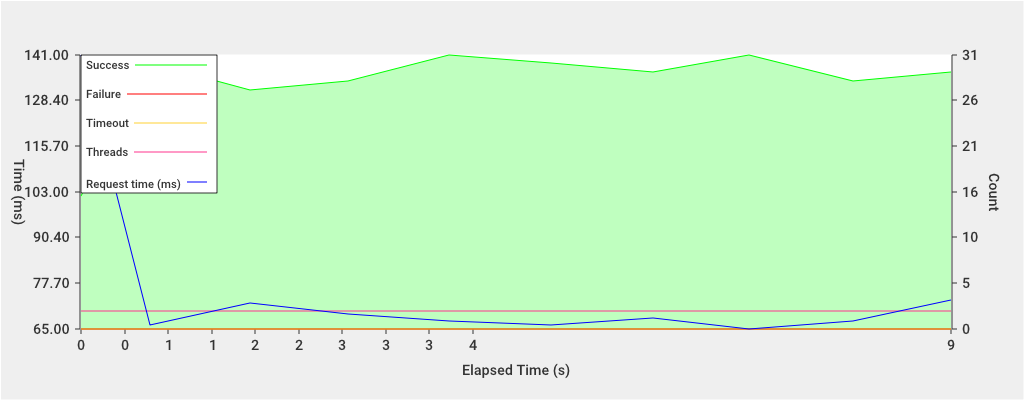 141.00
128.40
115.70
103.00
90.40
77.70
65.00
Time (ms)
Success
Failure
Timeout
Threads
Request time (ms)
31
26
21
16
10
5
0
Count
0 0 1 1 2 2 3 3 3 4 9
Elapsed Time (s)